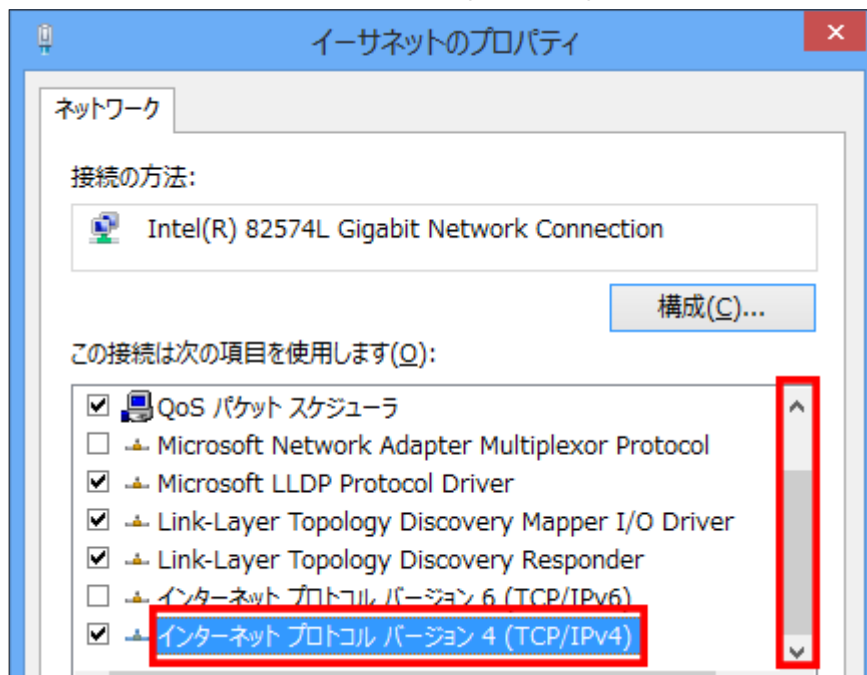 イーサネットのプロパティ
ネットワーク
接続の方法:
Intel(R) 82574L Gigabit Network Connection
構成(C)...
この接続は次の項目を使用します(O):
QoS パケット スケジューラ
Microsoft Network Adapter Multiplexor Protocol
Microsoft LLDP Protocol Driver
Link-Layer Topology Discovery Mapper I/O Driver
Link-Layer Topology Discovery Responder
インターネット プロトコル バージョン 6 (TCP/IPv6)
インターネット プロトコル バージョン 4 (TCP/IPv4)